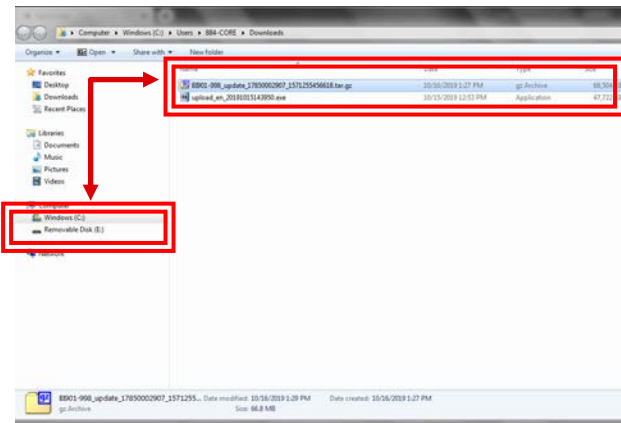 Computer ▸ Windows (C:) ▸ Users ▸ 884-CORE ▸ Downloads
Organize ▾ Open ▾ Share with ▾ New folder
Name Date Type Size
Favorites
Desktop
Downloads
Recent Places
Libraries
Documents
Music
Pictures
Videos
Computer
Windows (C:)
Removable Disk (E:)
Network
88901-998_update_17850002907_1571255456618.tar.gz 10/16/2019 1:27 PM gz Archive
upload_en_20191015143950.exe 10/15/2019 12:53 PM Application
88901-998_update_17850002907_1571255... Date modified: 10/16/2019 1:28 PM Date created: 10/16/2019 1:27 PM
gz Archive Size: 66.8 MB